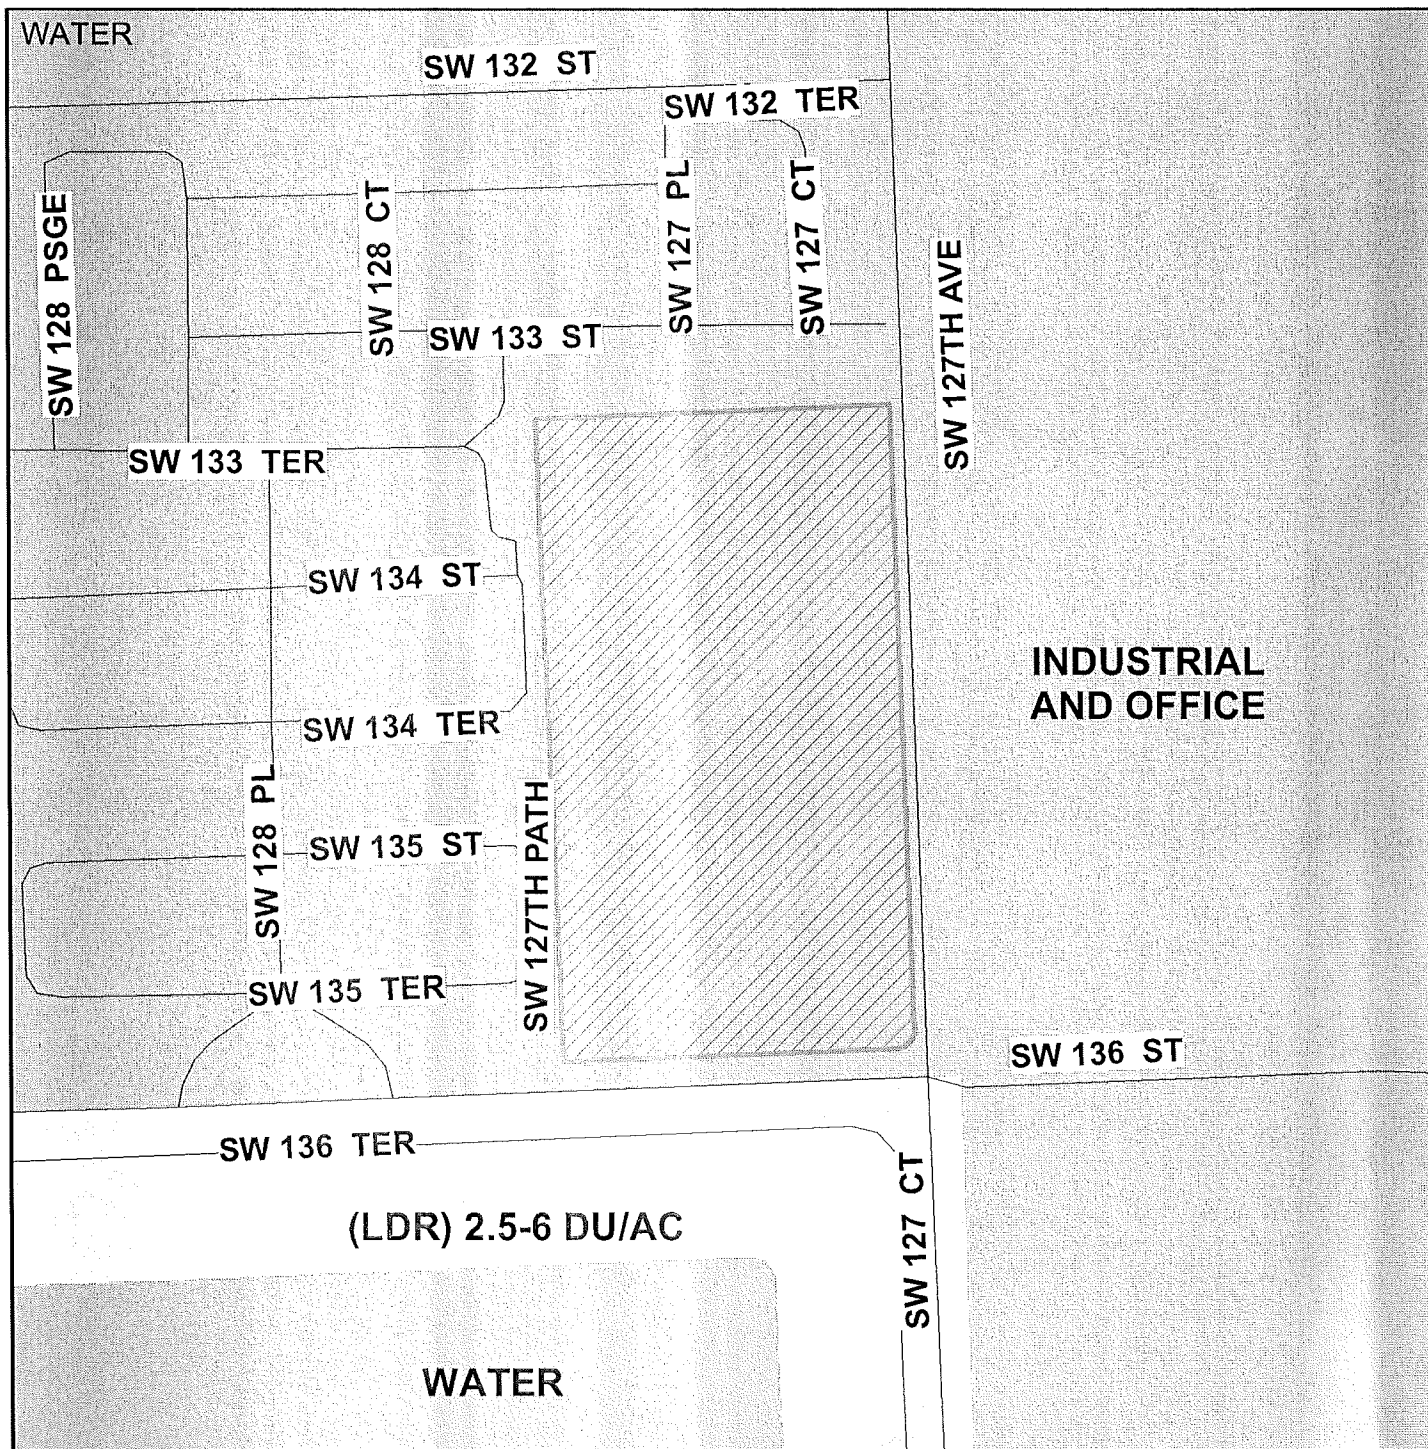 WATER
SW 132 ST
SW 132 TER
SW 128 PSGE
SW 128 CT
SW 127 PL
SW 127 CT
SW 127TH AVE
SW 133 ST
SW 133 TER
SW 134 ST
INDUSTRIAL
AND OFFICE
SW 134 TER
SW 128 PL
SW 135 ST
SW 127TH PATH
SW 135 TER
SW 136 ST
SW 136 TER
(LDR) 2.5-6 DU/AC
SW 127 CT
WATER